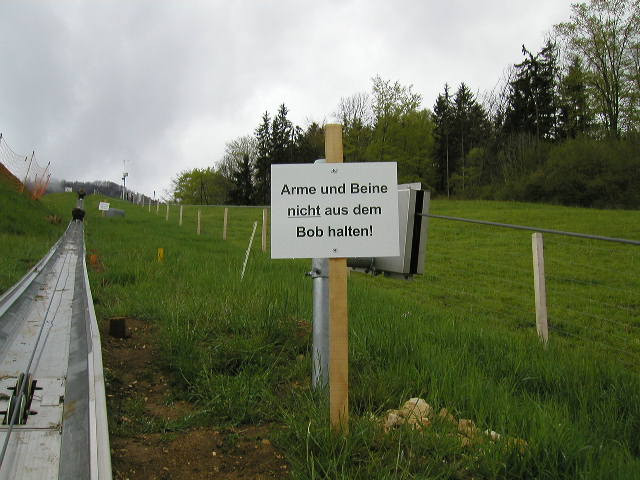 Arme und Beine
nicht aus dem
Bob halten!